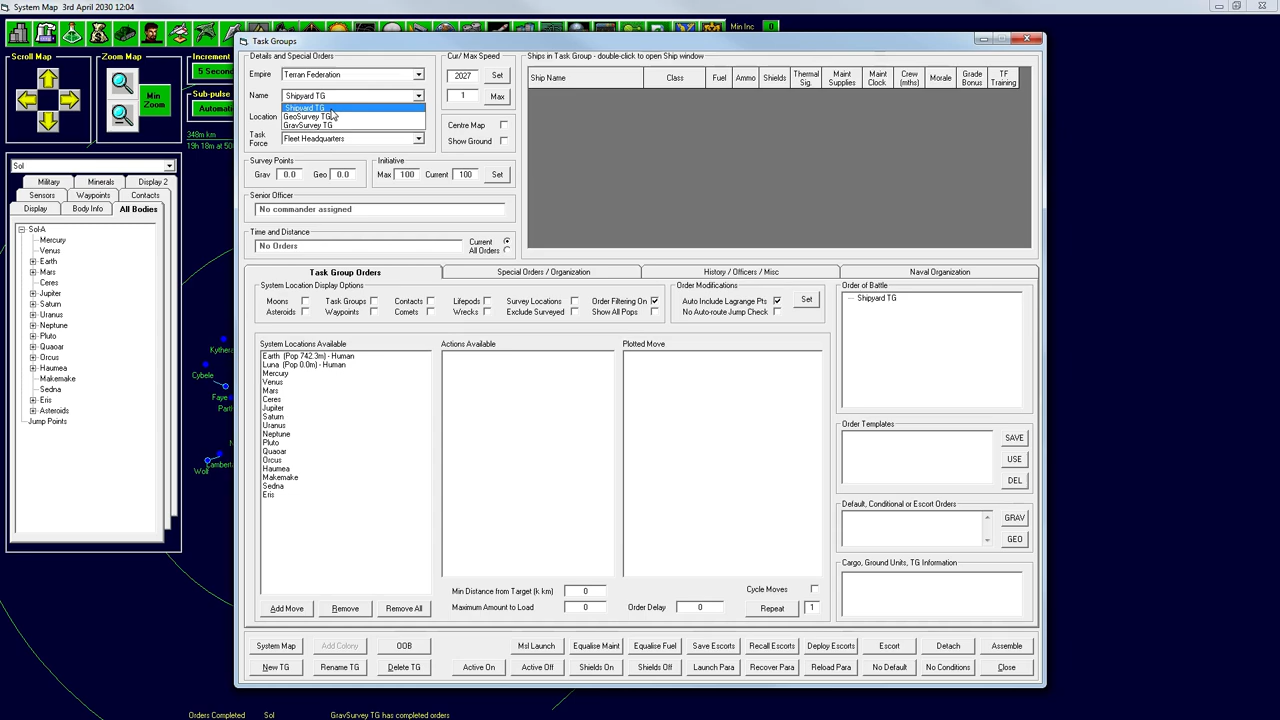 System Map 3rd April 2030 12:04
Min Inc 0
Scroll Map
Zoom Map
Min Zoom
Increment
5 Second
Sub-pulse
Automati
348m km
Sol
Military Minerals Display 2
Sensors Waypoints Contacts
Display Body Info All Bodies
Sol-A
Mercury
Venus
Earth
Mars
Ceres
Jupiter
Saturn
Uranus
Neptune
Pluto
Quaoar
Orcus
Haumea
Makemake
Sedna
Eris
Asteroids
Jump Points
Cybele
Task Groups
Details and Special Orders
Empire Terran Federation
Name Shipyard TG
Shipyard TG
GeoSurvey TG
GravSurvey TG
Location
Task Force Fleet Headquarters
Cur/ Max Speed
2027 Set
1 Max
Centre Map
Show Ground
Survey Points
Grav 0.0 Geo 0.0
Initiative
Max 100 Current 100 Set
Senior Officer
No commander assigned
Time and Distance
No Orders
Current
All Orders
Ships in Task Group - double-click to open Ship window
Ship Name Class Fuel Ammo Shields Thermal Sig. Maint Supplies Maint Clock Crew (mths) Morale Grade Bonus TF Training
Task Group Orders Special Orders / Organization History / Officers / Misc Naval Organization
System Location Display Options
Moons Task Groups Contacts Lifepods Survey Locations Order Filtering On
Asteroids Waypoints Comets Wrecks Exclude Surveyed Show All Pops
Order Modifications
Auto Include Lagrange Pts Set
No Auto-route Jump Check
Order of Battle
Shipyard TG
System Locations Available
Earth (Pop 742.3m) - Human
Luna (Pop 0.0m) - Human
Mercury
Venus
Mars
Ceres
Jupiter
Saturn
Uranus
Neptune
Pluto
Quaoar
Orcus
Haumea
Makemake
Sedna
Eris
Actions Available
Plotted Move
Order Templates
SAVE
USE
DEL
Default, Conditional or Escort Orders
GRAV
GEO
Cargo, Ground Units, TG Information
Min Distance from Target (k km) 0
Cycle Moves
Add Move Remove Remove All Maximum Amount to Load 0 Order Delay 0 Repeat 1
System Map Add Colony OOB Msl Launch Equalise Maint Equalise Fuel Save Escorts Recall Escorts Deploy Escorts Escort Detach Assemble
New TG Rename TG Delete TG Active On Active Off Shields On Shields Off Launch Para Recover Para Reload Para No Default No Conditions Close
Orders Completed Sol GravSurvey TG has completed orders